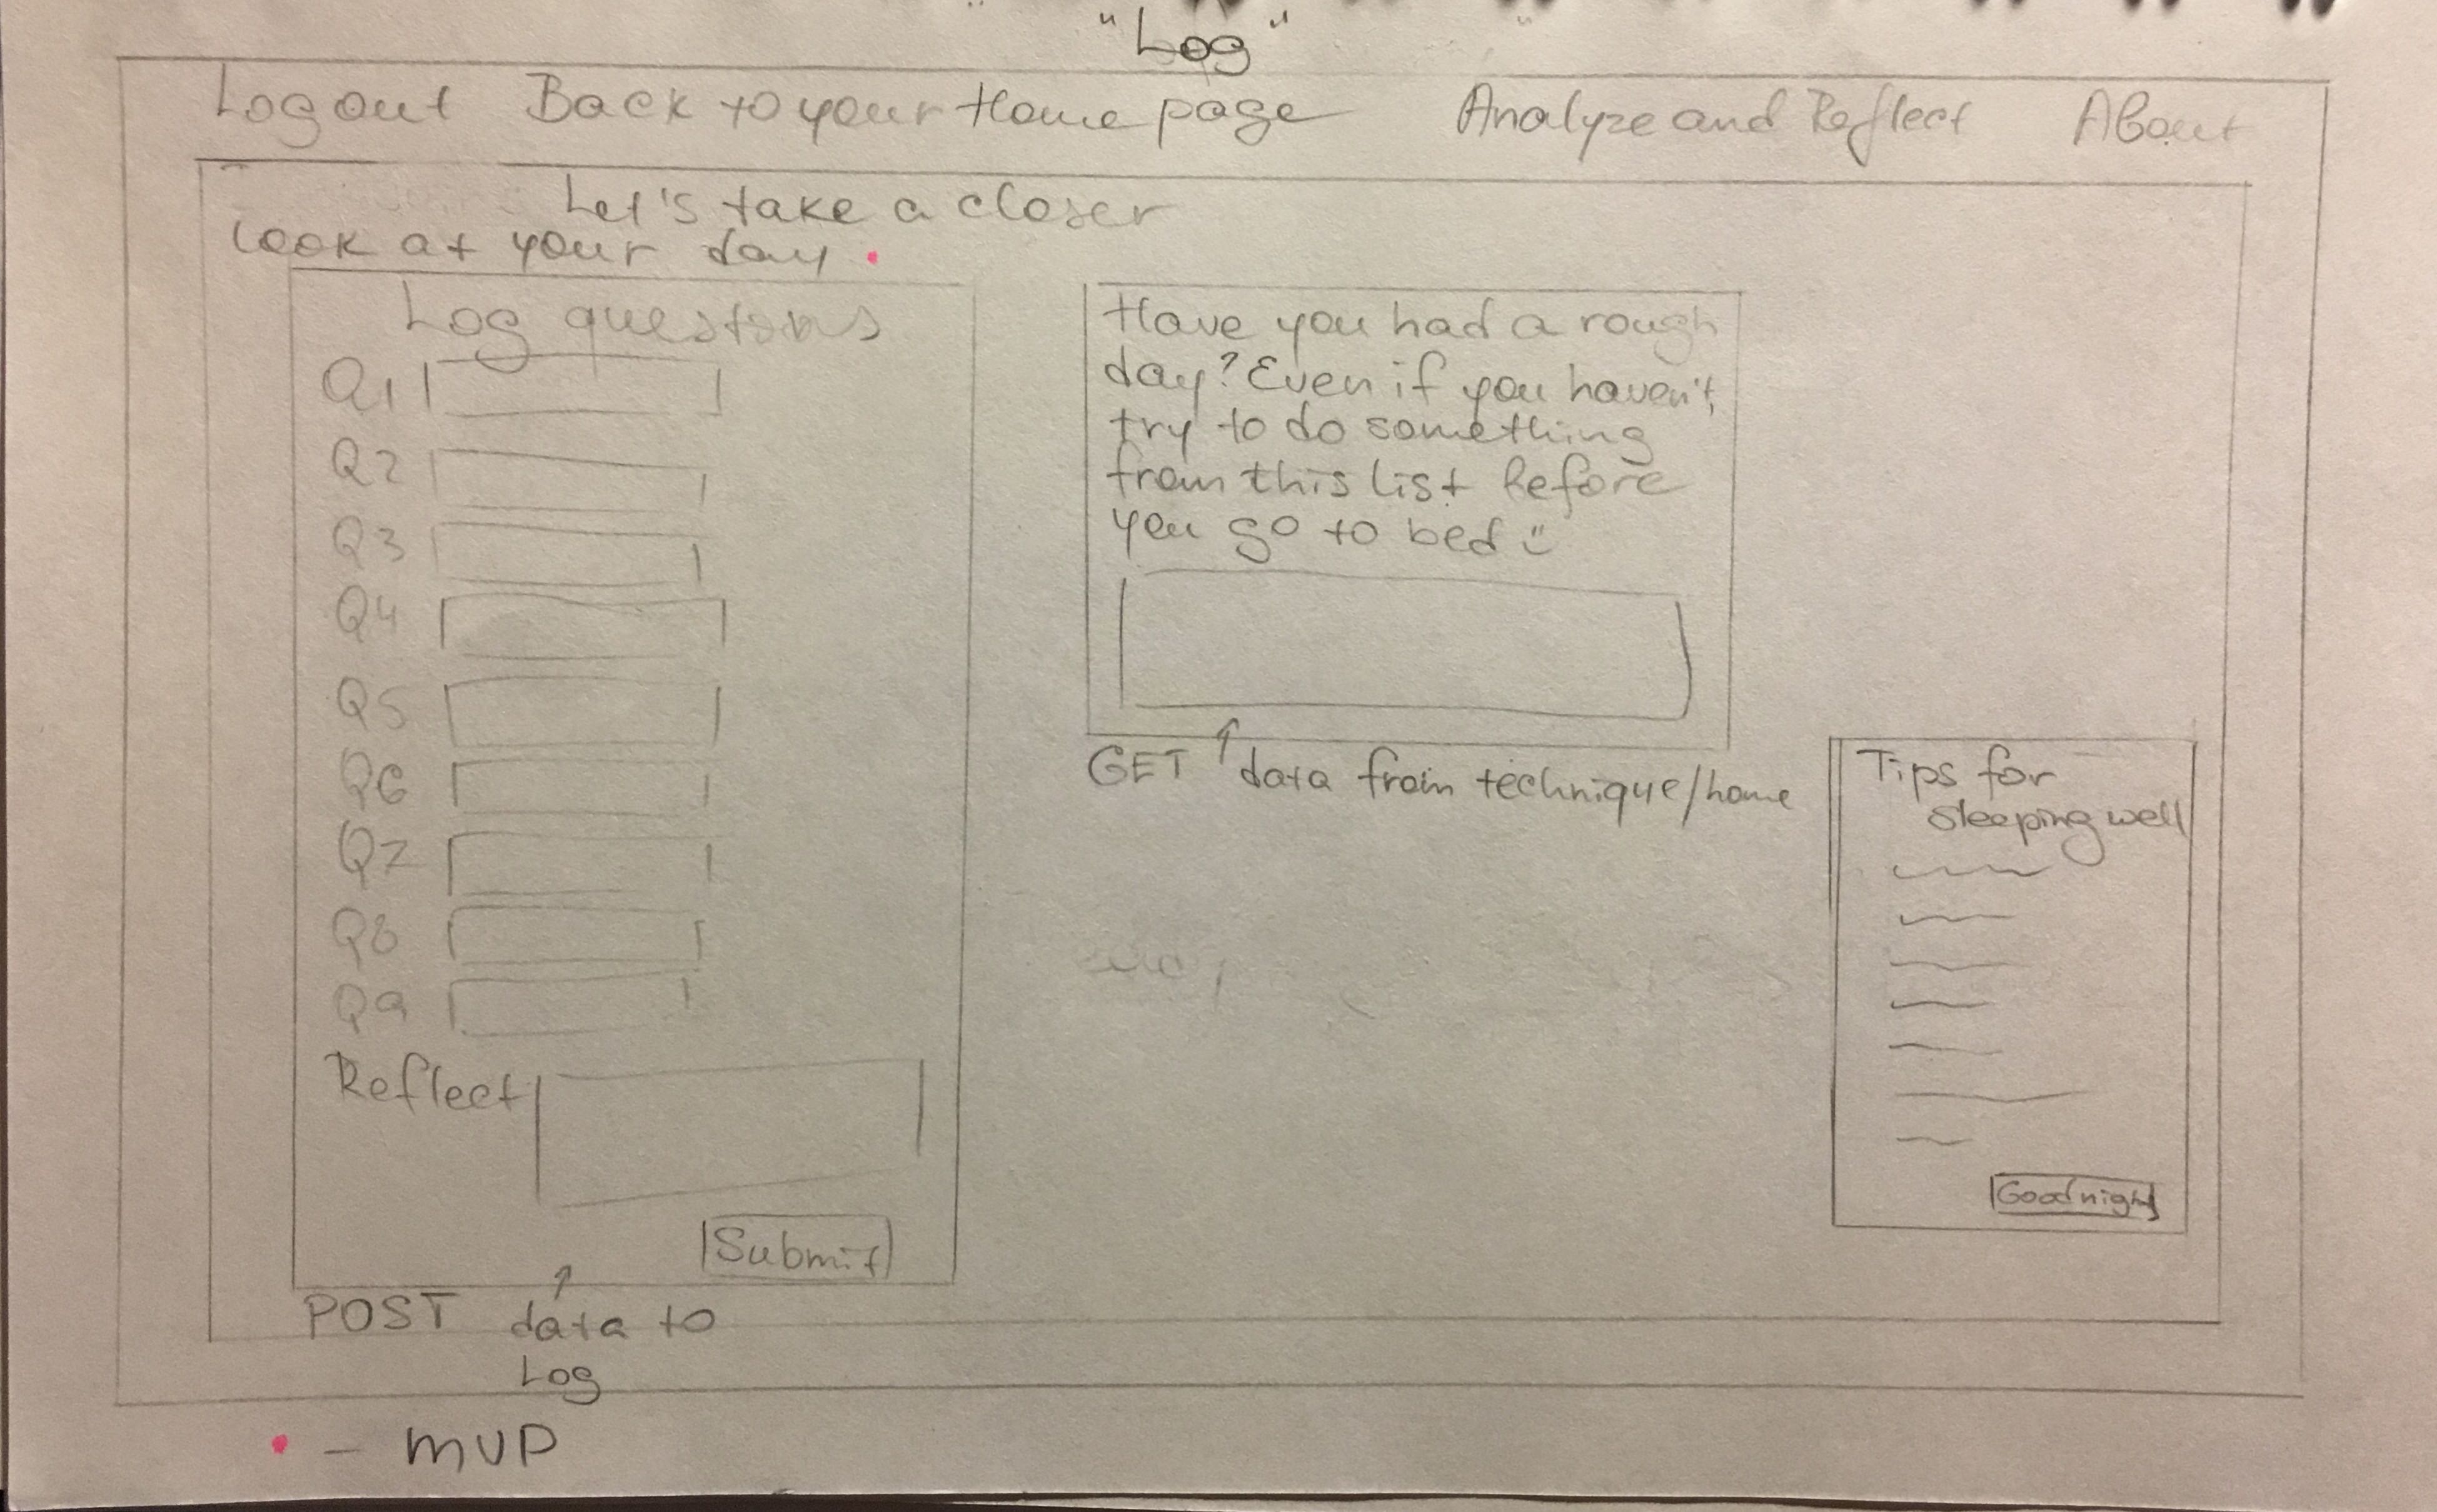 "Log"
Logout Back to your Home page Analyze and Reflect About
Let's take a closer
look at your day.
Log questions
Q1
Q2
Q3
Q4
Q5
Q6
Q7
Q8
Q9
Reflect
Submit
POST data to
Log
Have you had a rough
day? Even if you haven't,
try to do something
from this list before
you go to bed
GET data from technique/home
Tips for
sleeping well
Goodnight
• - MVP